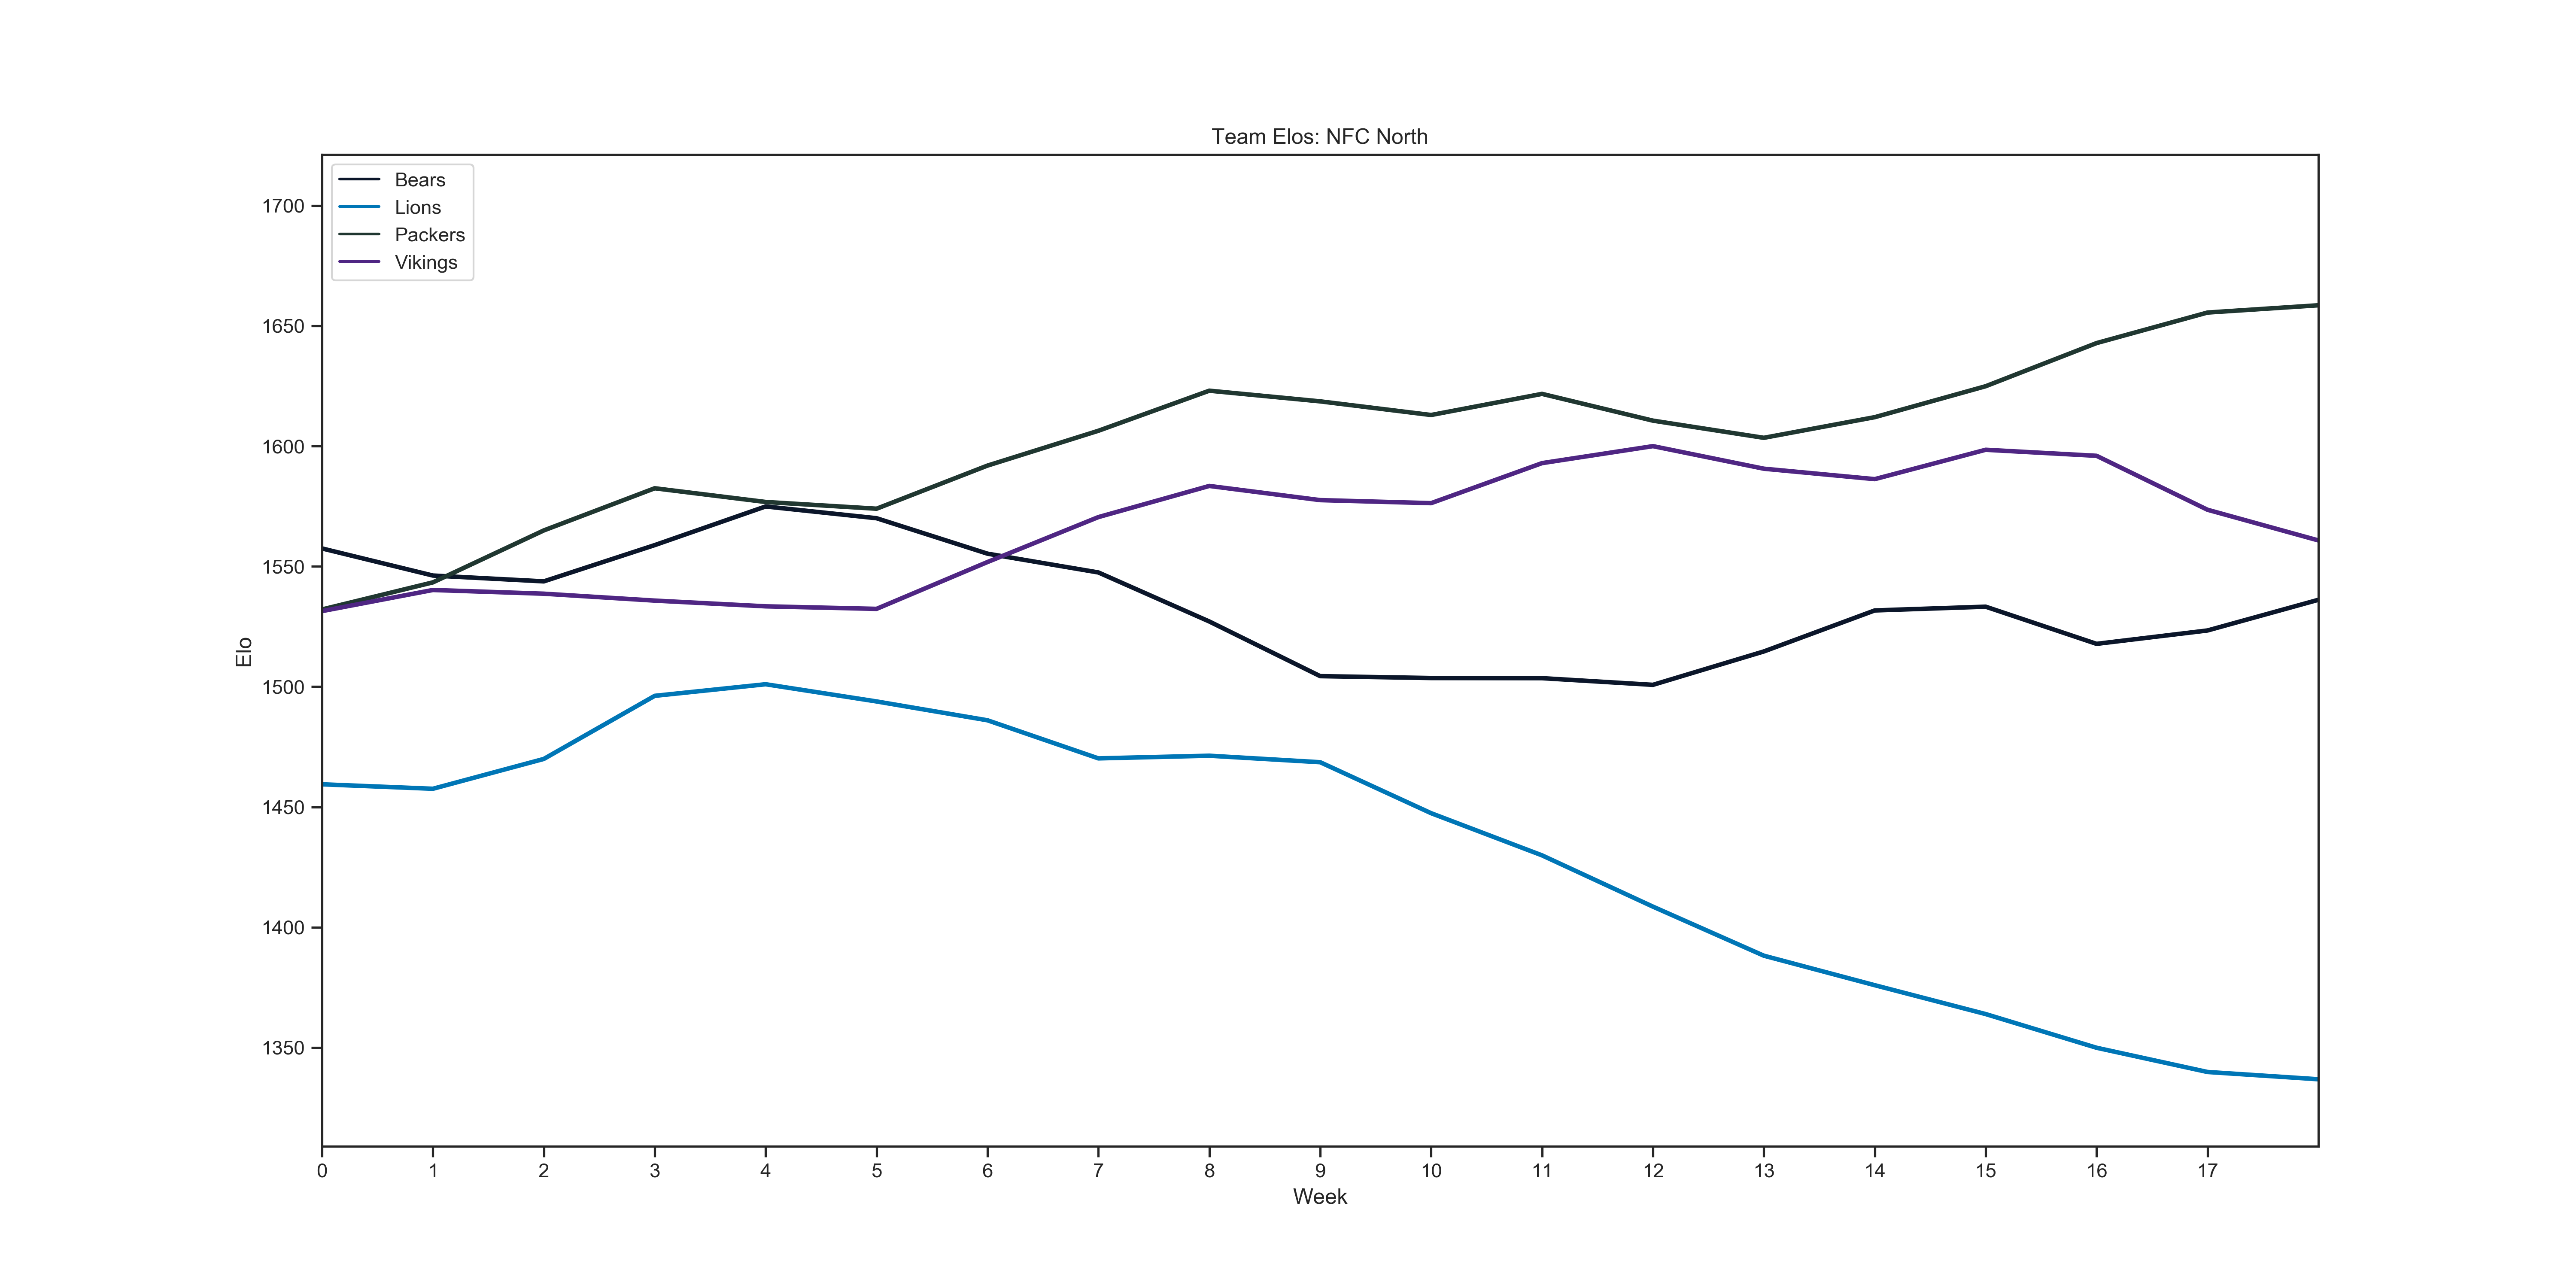 Team Elos: NFC North
Bears
Lions
Packers
Vikings
1700
1650
1600
1550
1500
1450
1400
1350
Elo
0 1 2 3 4 5 6 7 8 9 10 11 12 13 14 15 16 17
Week